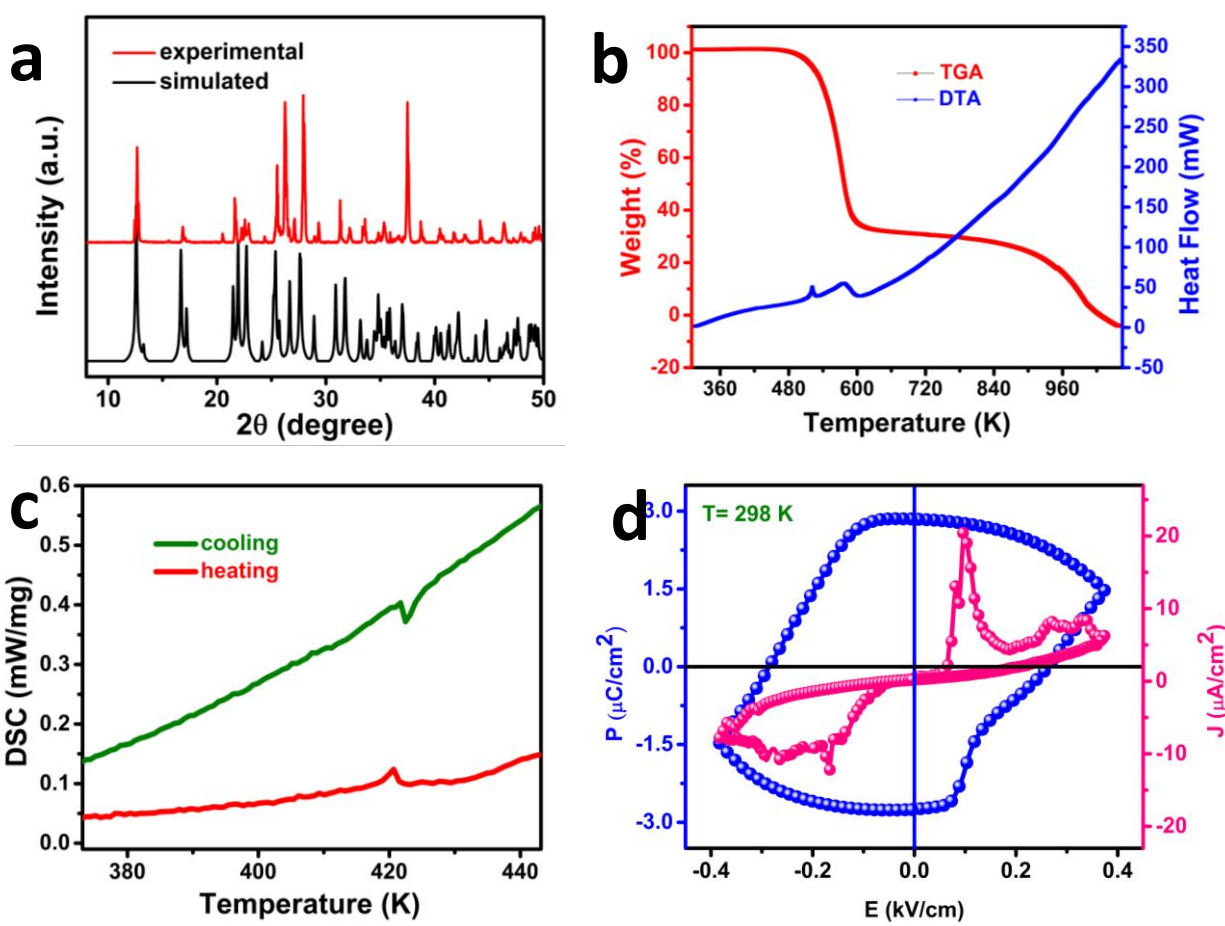 a
experimental
simulated
Intensity (a.u.)
10 20 30 40 50
2θ (degree)
b
TGA
DTA
100
80
60
40
20
0
-20
Weight (%)
350
300
250
200
150
100
50
0
-50
Heat Flow (mW)
360 480 600 720 840 960
Temperature (K)
c
cooling
heating
0.6
0.5
0.4
0.3
0.2
0.1
0.0
DSC (mW/mg)
380 400 420 440
Temperature (K)
d
T= 298 K
3.0
1.5
0.0
-1.5
-3.0
P (μC/cm2)
20
10
0
-10
-20
J (μA/cm2)
-0.4 -0.2 0.0 0.2 0.4
E (kV/cm)